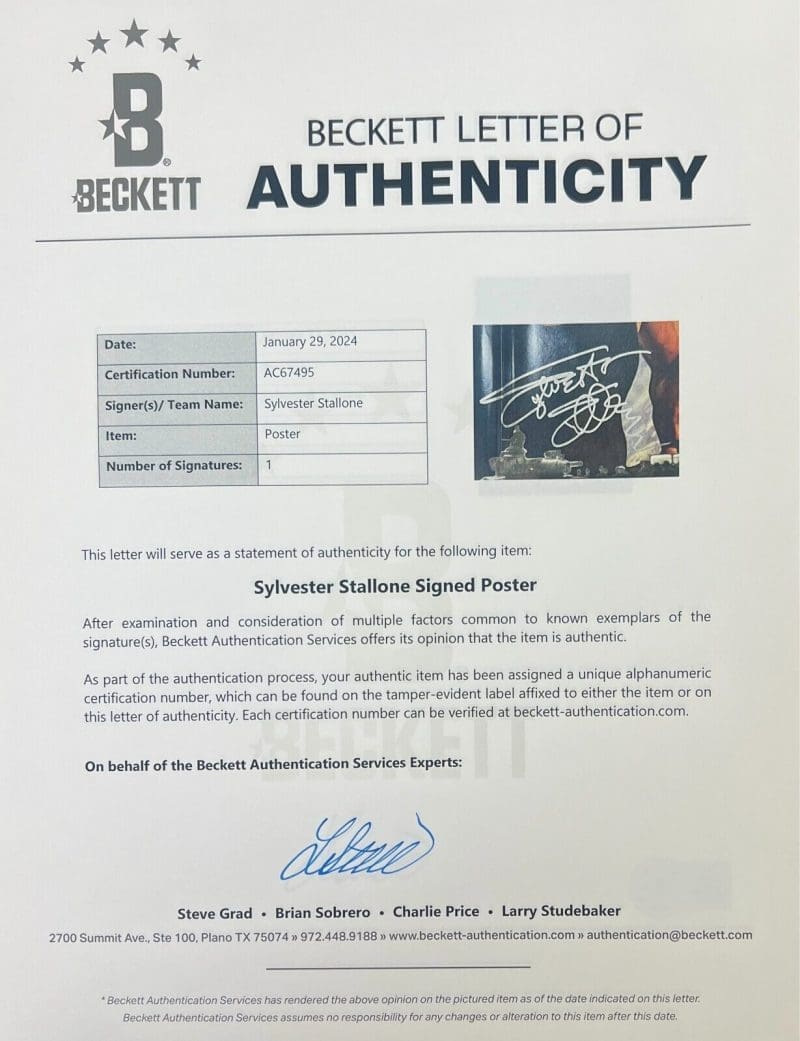 B®
BECKETT
BECKETT LETTER OF
AUTHENTICITY
Date: January 29, 2024
Certification Number: AC67495
Signer(s)/ Team Name: Sylvester Stallone
Item: Poster
Number of Signatures: 1
This letter will serve as a statement of authenticity for the following item:
Sylvester Stallone Signed Poster
After examination and consideration of multiple factors common to known exemplars of the
signature(s), Beckett Authentication Services offers its opinion that the item is authentic.
As part of the authentication process, your authentic item has been assigned a unique alphanumeric
certification number, which can be found on the tamper-evident label affixed to either the item or on
this letter of authenticity. Each certification number can be verified at beckett-authentication.com.
BECKETT
On behalf of the Beckett Authentication Services Experts:
Steve Grad • Brian Sobrero • Charlie Price • Larry Studebaker
2700 Summit Ave., Ste 100, Plano TX 75074 » 972.448.9188 » www.beckett-authentication.com » authentication@beckett.com
*Beckett Authentication Services has rendered the above opinion on the pictured item as of the date indicated on this letter.
Beckett Authentication Services assumes no responsibility for any changes or alteration to this item after this date.